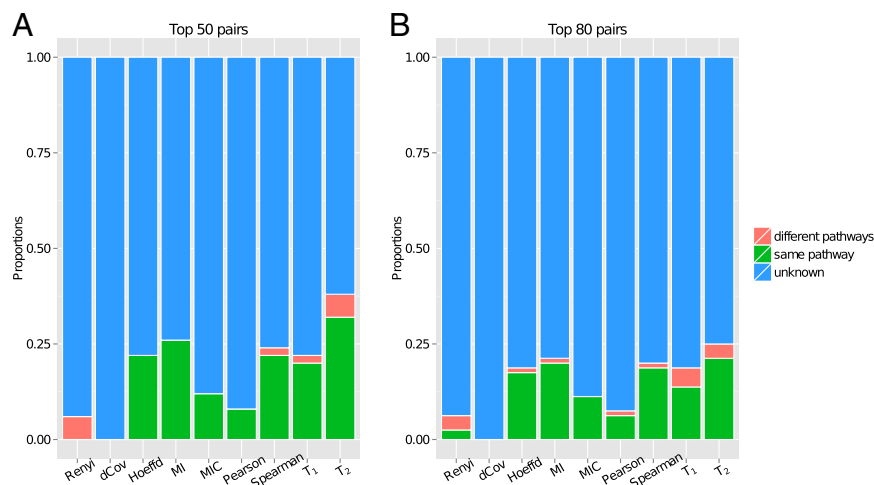 A
Top 50 pairs
B
Top 80 pairs
Proportions
1.00
0.75
0.50
0.25
0.00
Renyi
dCov
Hoeffd
MI
MIC
Pearson
Spearman
T₁
T₂
Proportions
1.00
0.75
0.50
0.25
0.00
Renyi
dCov
Hoeffd
MI
MIC
Pearson
Spearman
T₁
T₂
different pathways
same pathway
unknown